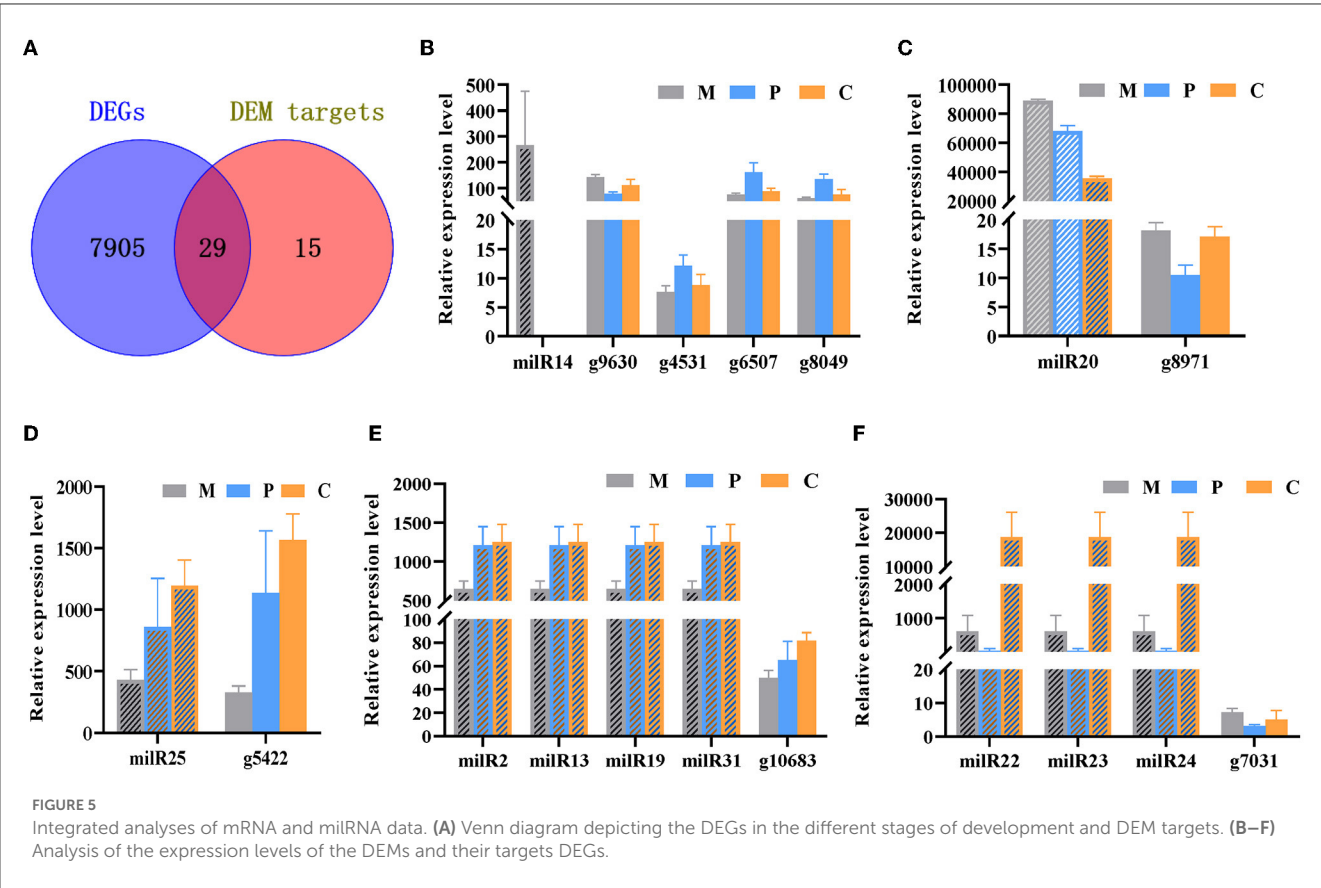 A
DEGs
DEM targets
7905
29
15
B
M P C
Relative expression level
500
400
300
200
100
20
15
10
5
0
milR14 g9630 g4531 g6507 g8049
C
M P C
Relative expression level
100000
80000
60000
40000
20000
20
15
10
5
0
milR20 g8971
D
M P C
Relative expression level
2000
1500
1000
500
0
milR25 g5422
E
M P C
Relative expression level
2000
1500
1000
500
100
80
60
40
20
0
milR2 milR13 milR19 milR31 g10683
F
M P C
Relative expression level
30000
20000
10000
2000
1000
20
10
0
milR22 milR23 milR24 g7031
FIGURE 5
Integrated analyses of mRNA and milRNA data. (A) Venn diagram depicting the DEGs in the different stages of development and DEM targets. (B–F)
Analysis of the expression levels of the DEMs and their targets DEGs.